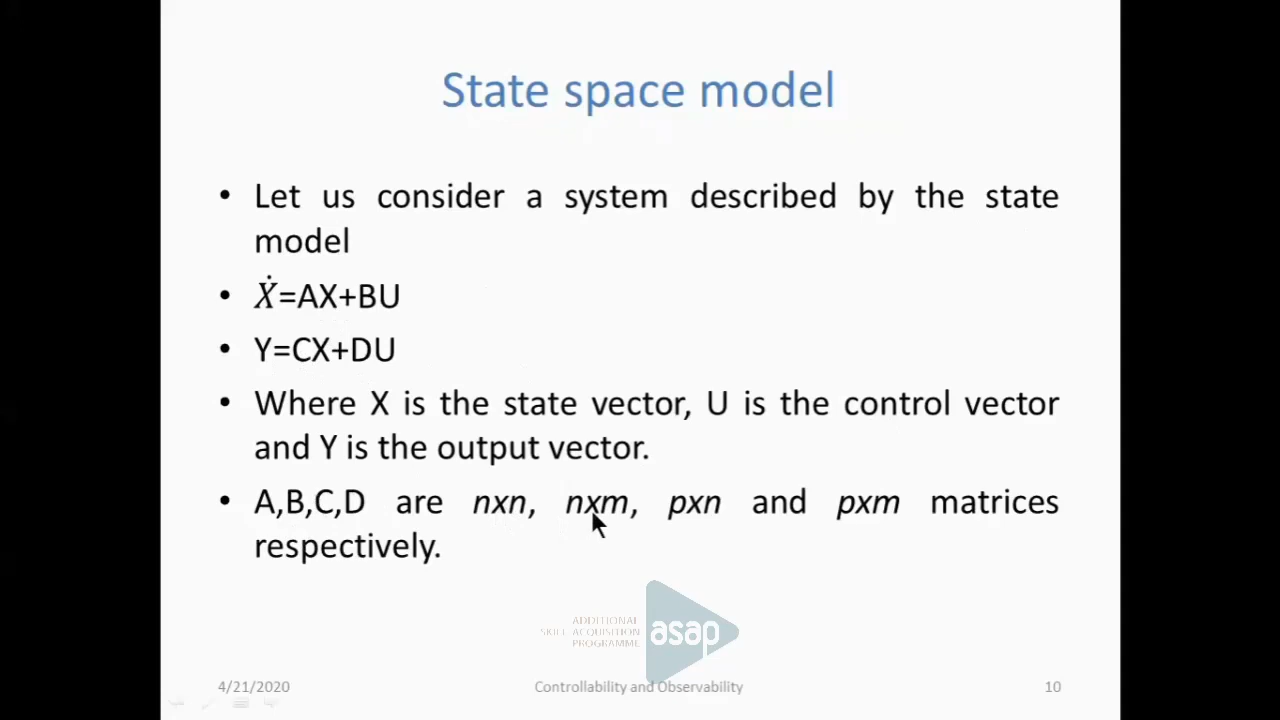 State space model
• Let us consider a system described by the state
model
• Ẋ=AX+BU
• Y=CX+DU
• Where X is the state vector, U is the control vector
and Y is the output vector.
• A,B,C,D are nxn, nxm, pxn and pxm matrices
respectively.
ADDITIONAL
SKILL ACQUISITION
PROGRAMME
asap
4/21/2020 Controllability and Observability 10